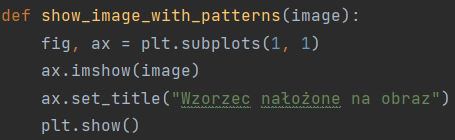 def show_image_with_patterns(image):
    fig, ax = plt.subplots(1, 1)
    ax.imshow(image)
    ax.set_title("Wzorzec nałożone na obraz")
    plt.show()